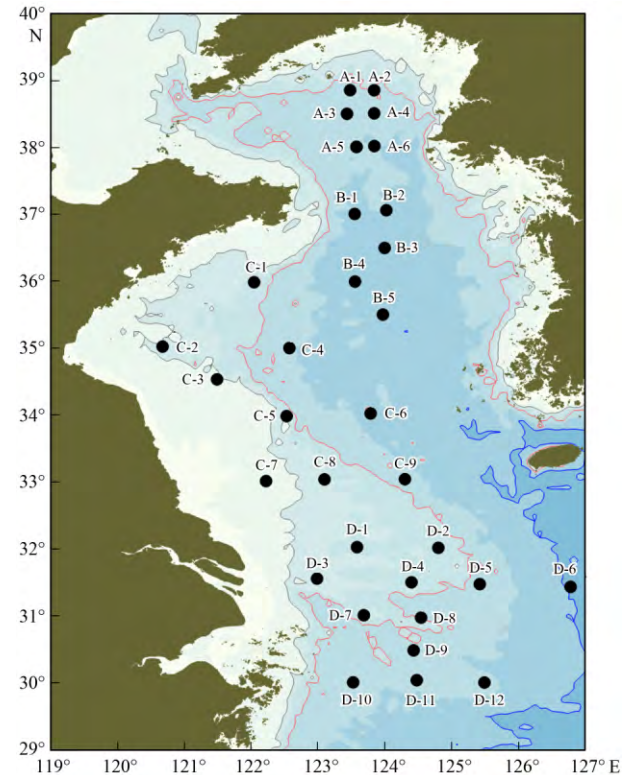 40°
N
39°
38°
37°
36°
35°
34°
33°
32°
31°
30°
29°
A-1 A-2
A-3 A-4
A-5 A-6
B-1 B-2
B-3
C-1 B-4
B-5
C-2 C-4
C-3
C-5 C-6
C-7 C-8 C-9
D-1 D-2
D-3 D-4 D-5 D-6
D-7 D-8
D-9
D-10 D-11 D-12
119° 120° 121° 122° 123° 124° 125° 126° 127° E